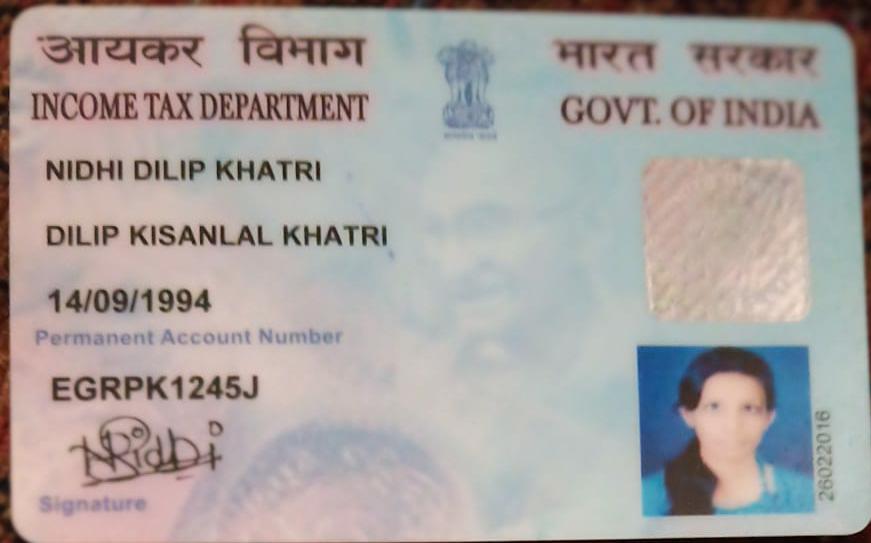 आयकर विभाग
INCOME TAX DEPARTMENT
भारत सरकार
GOVT. OF INDIA
NIDHI DILIP KHATRI
DILIP KISANLAL KHATRI
14/09/1994
Permanent Account Number
EGRPK1245J
Signature
26022016